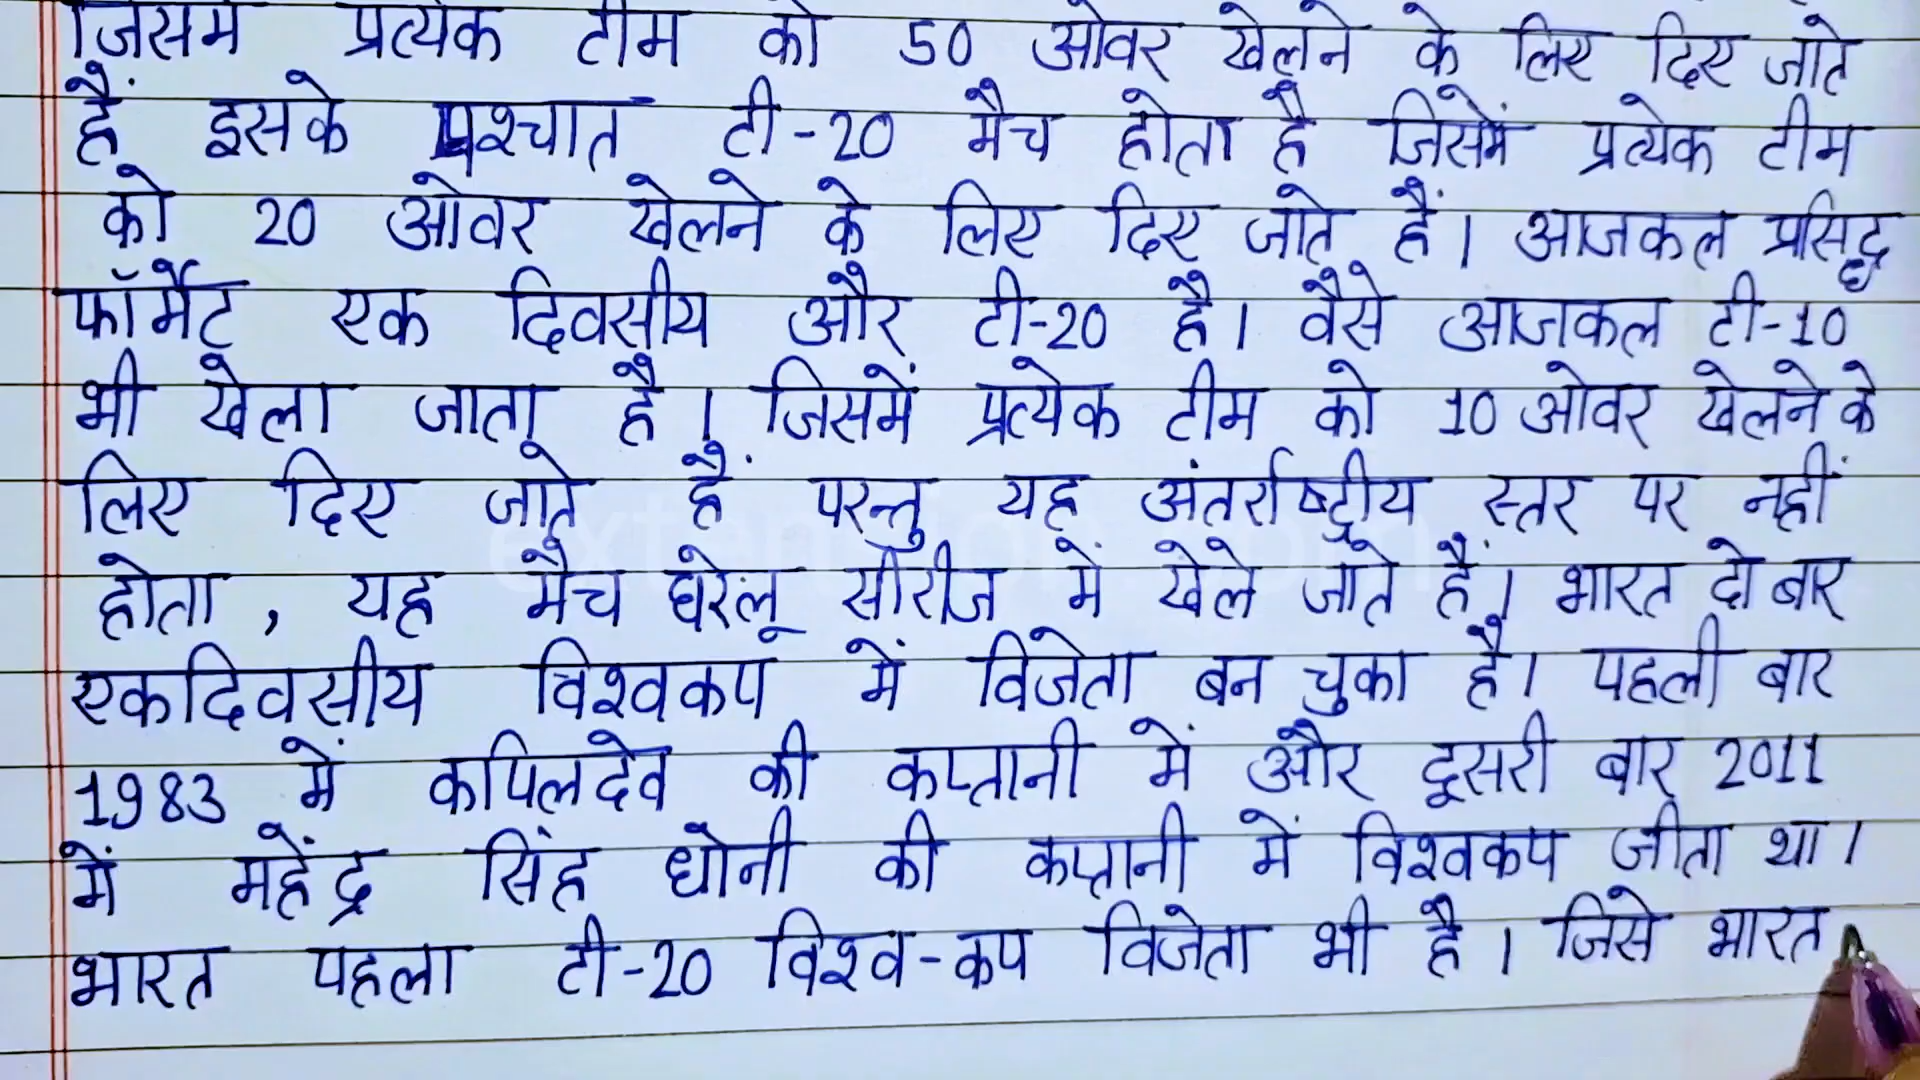 जिसमें प्रत्येक टीम को 50 ओवर खेलने के लिए दिए जाते
हैं इसके पश्चात टी-20 मैच होता है जिसमें प्रत्येक टीम
को 20 ओवर खेलने के लिए दिए जाते हैं। आजकल प्रसिद्ध
फॉर्मेट एक दिवसीय और टी-20 है। वैसे आजकल टी-10
भी खेला जाता है। जिसमें प्रत्येक टीम को 10 ओवर खेलने के
लिए दिए जाते हैं परन्तु यह अंतर्राष्ट्रीय स्तर पर नहीं
होता, यह मैच घरेलू सीरीज में खेले जाते हैं। भारत दो बार
एकदिवसीय विश्वकप में विजेता बन चुका है। पहली बार
1983 में कपिलदेव की कप्तानी में और दूसरी बार 2011
में महेंद्र सिंह धोनी की कप्तानी में विश्वकप जीता था।
भारत पहला टी-20 विश्व-कप विजेता भी है। जिसे भारत